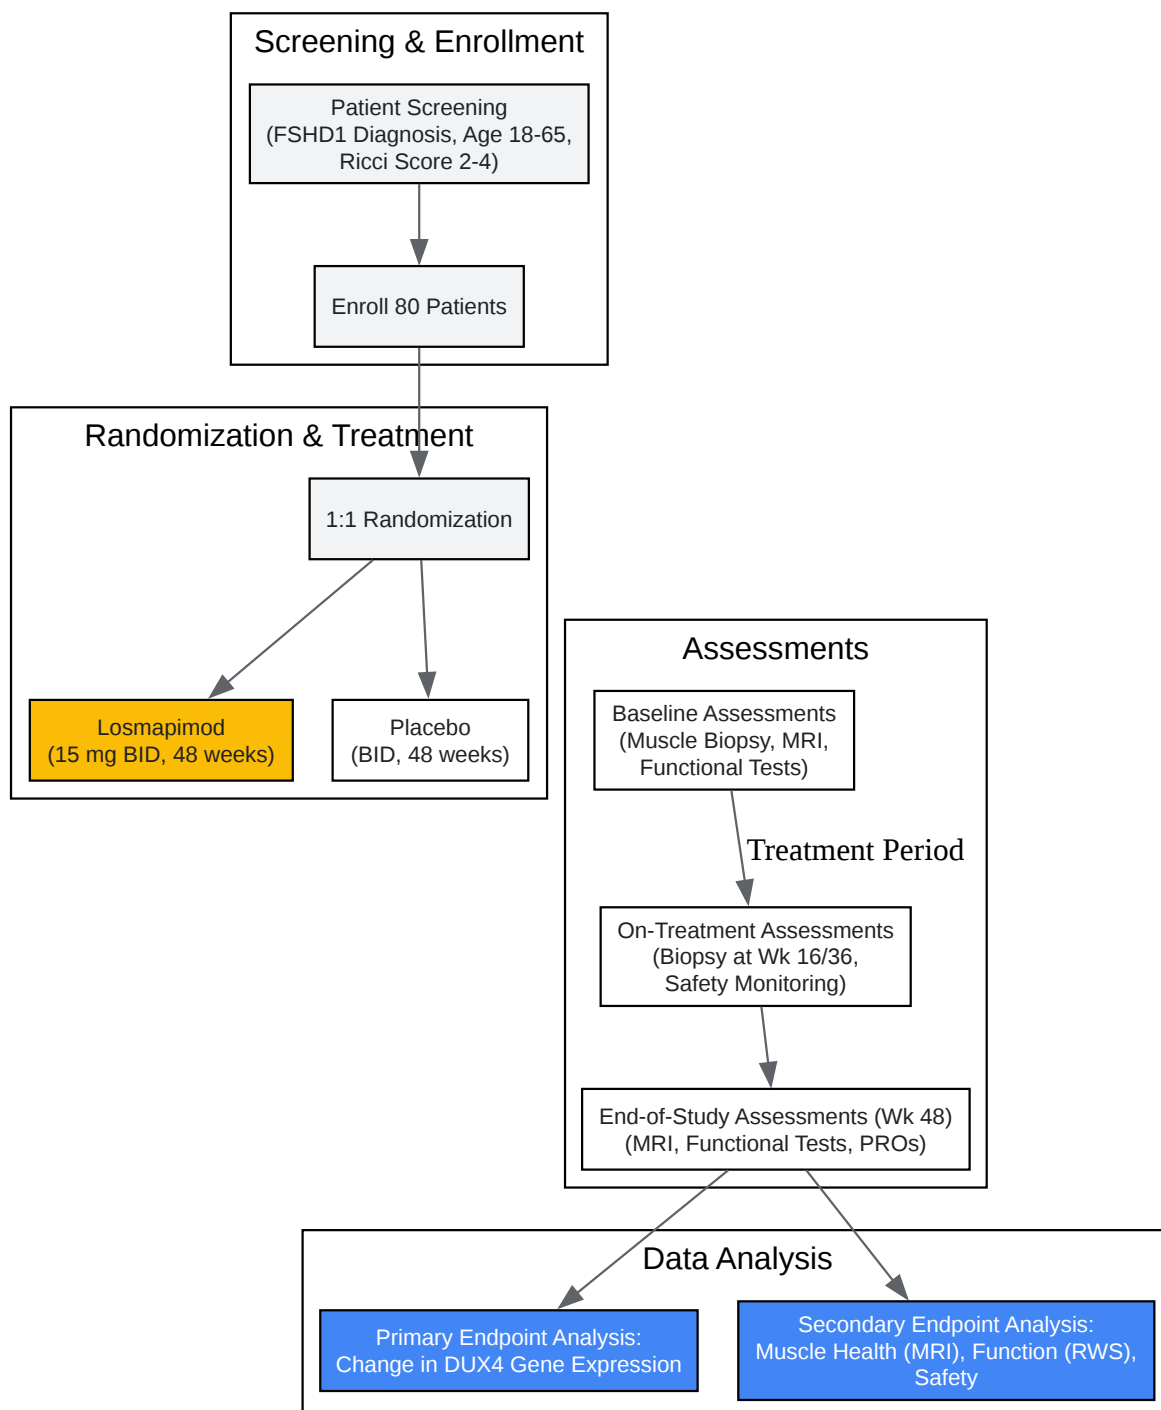 Screening & Enrollment
Patient Screening
(FSHD1 Diagnosis, Age 18-65,
Ricci Score 2-4)
Enroll 80 Patients
Randomization & Treatment
1:1 Randomization
Losmapimod
(15 mg BID, 48 weeks)
Placebo
(BID, 48 weeks)
Assessments
Baseline Assessments
(Muscle Biopsy, MRI,
Functional Tests)
Treatment Period
On-Treatment Assessments
(Biopsy at Wk 16/36,
Safety Monitoring)
End-of-Study Assessments (Wk 48)
(MRI, Functional Tests, PROs)
Data Analysis
Primary Endpoint Analysis:
Change in DUX4 Gene Expression
Secondary Endpoint Analysis:
Muscle Health (MRI), Function (RWS),
Safety